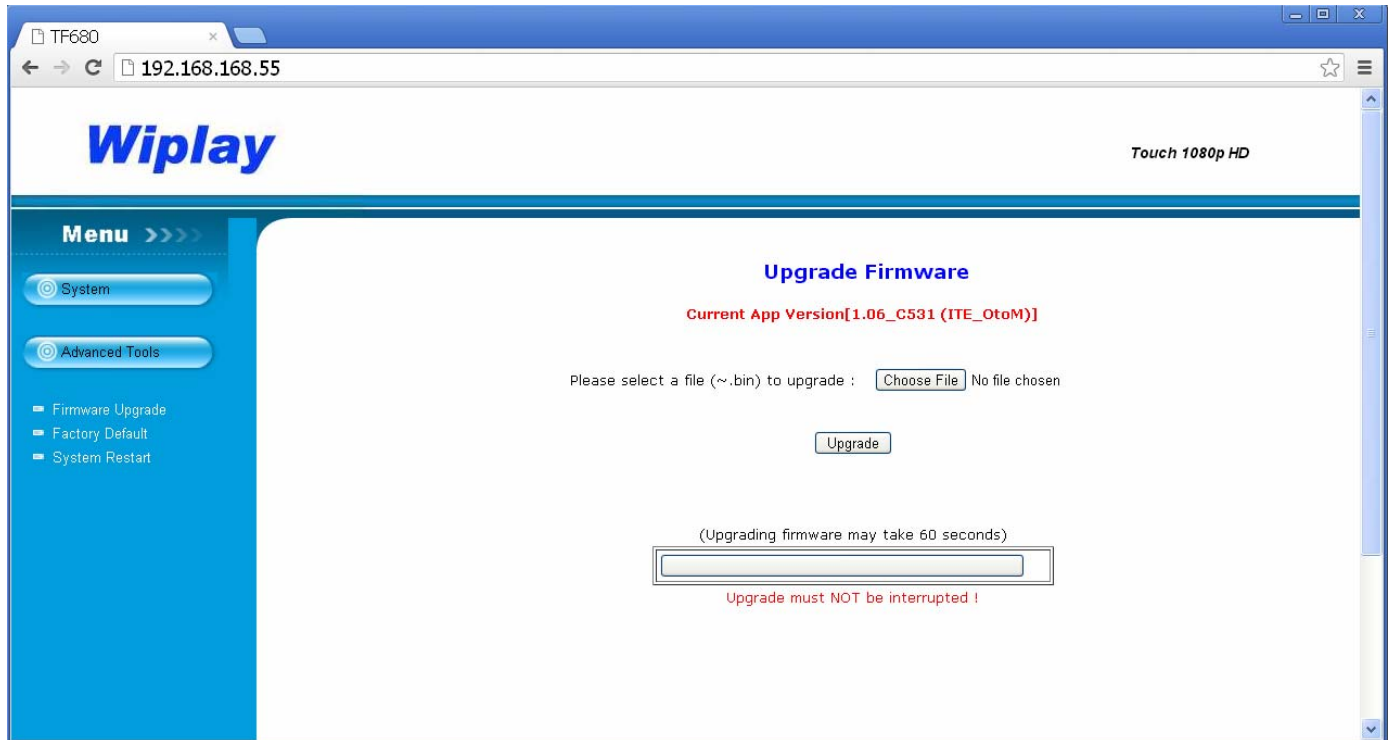 TF680
192.168.168.55
Wiplay
Touch 1080p HD
Menu
System
Advanced Tools
Firmware Upgrade
Factory Default
System Restart
Upgrade Firmware
Current App Version[1.06_C531 (ITE_OtoM)]
Please select a file (~.bin) to upgrade : Choose File No file chosen
Upgrade
(Upgrading firmware may take 60 seconds)
Upgrade must NOT be interrupted !